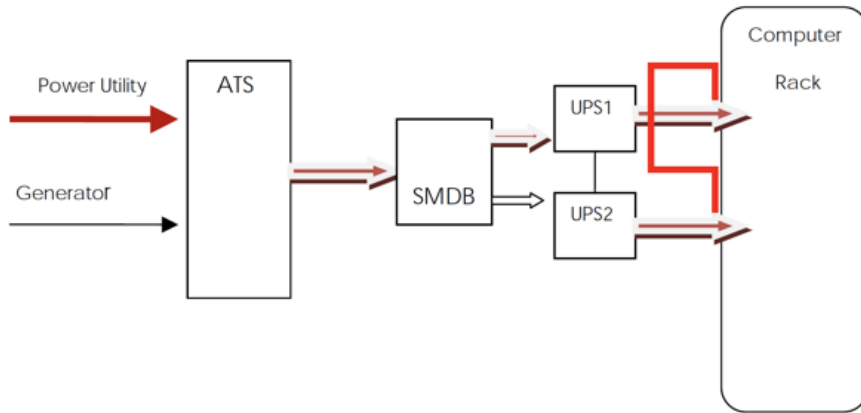 Power Utility
Generator
ATS
SMDB
UPS1
UPS2
Computer
Rack